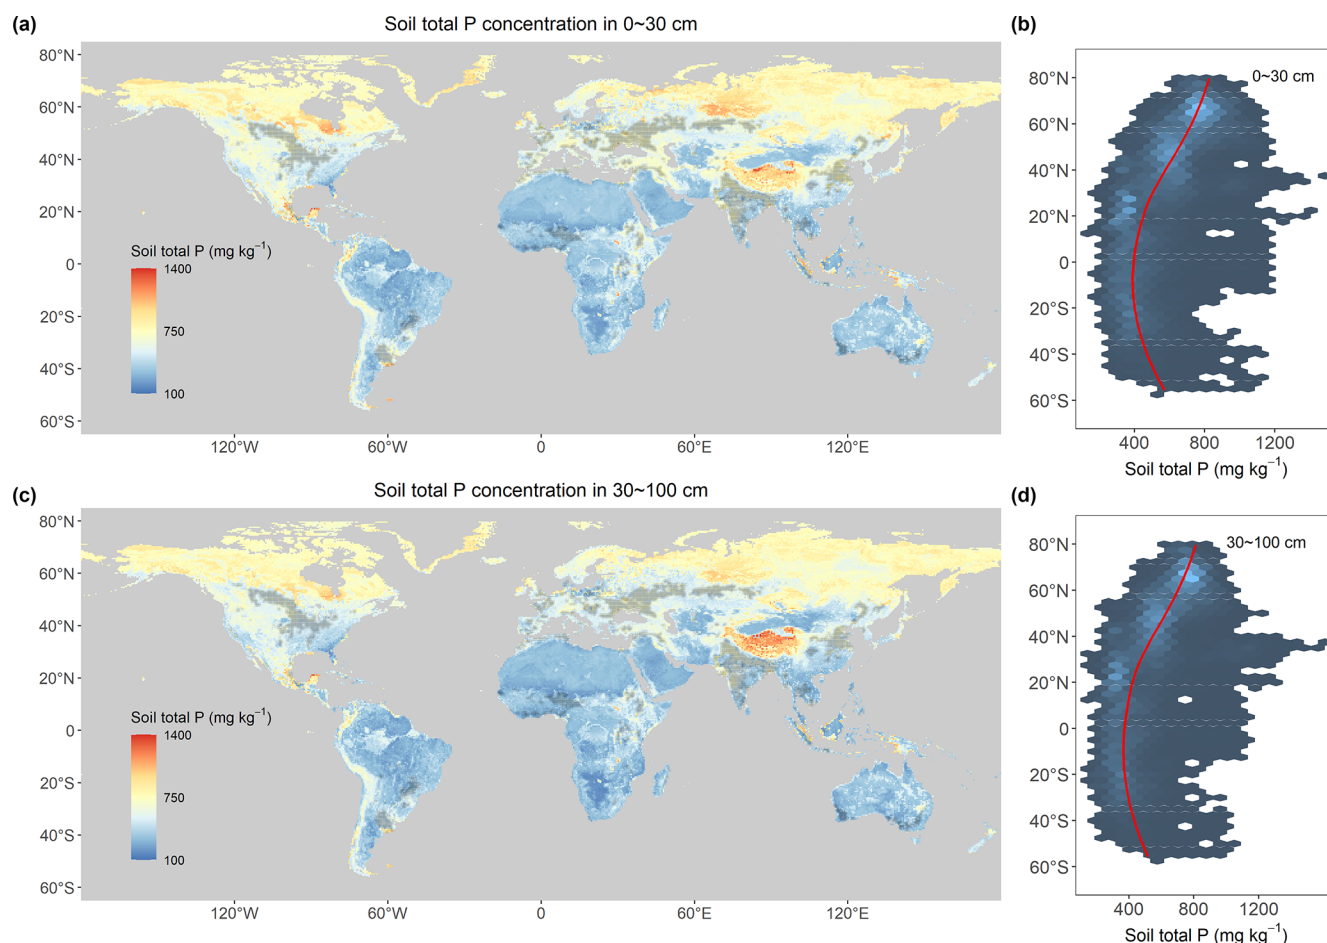 (a)
Soil total P concentration in 0~30 cm
80°N
60°N
40°N
20°N
0
20°S
40°S
60°S
Soil total P (mg kg⁻¹)
1400
750
100
120°W
60°W
0
60°E
120°E
(b)
0~30 cm
80°N
60°N
40°N
20°N
0
20°S
40°S
60°S
400
800
1200
Soil total P (mg kg⁻¹)
(c)
Soil total P concentration in 30~100 cm
80°N
60°N
40°N
20°N
0
20°S
40°S
60°S
Soil total P (mg kg⁻¹)
1400
750
100
120°W
60°W
0
60°E
120°E
(d)
30~100 cm
80°N
60°N
40°N
20°N
0
20°S
40°S
60°S
400
800
1200
Soil total P (mg kg⁻¹)